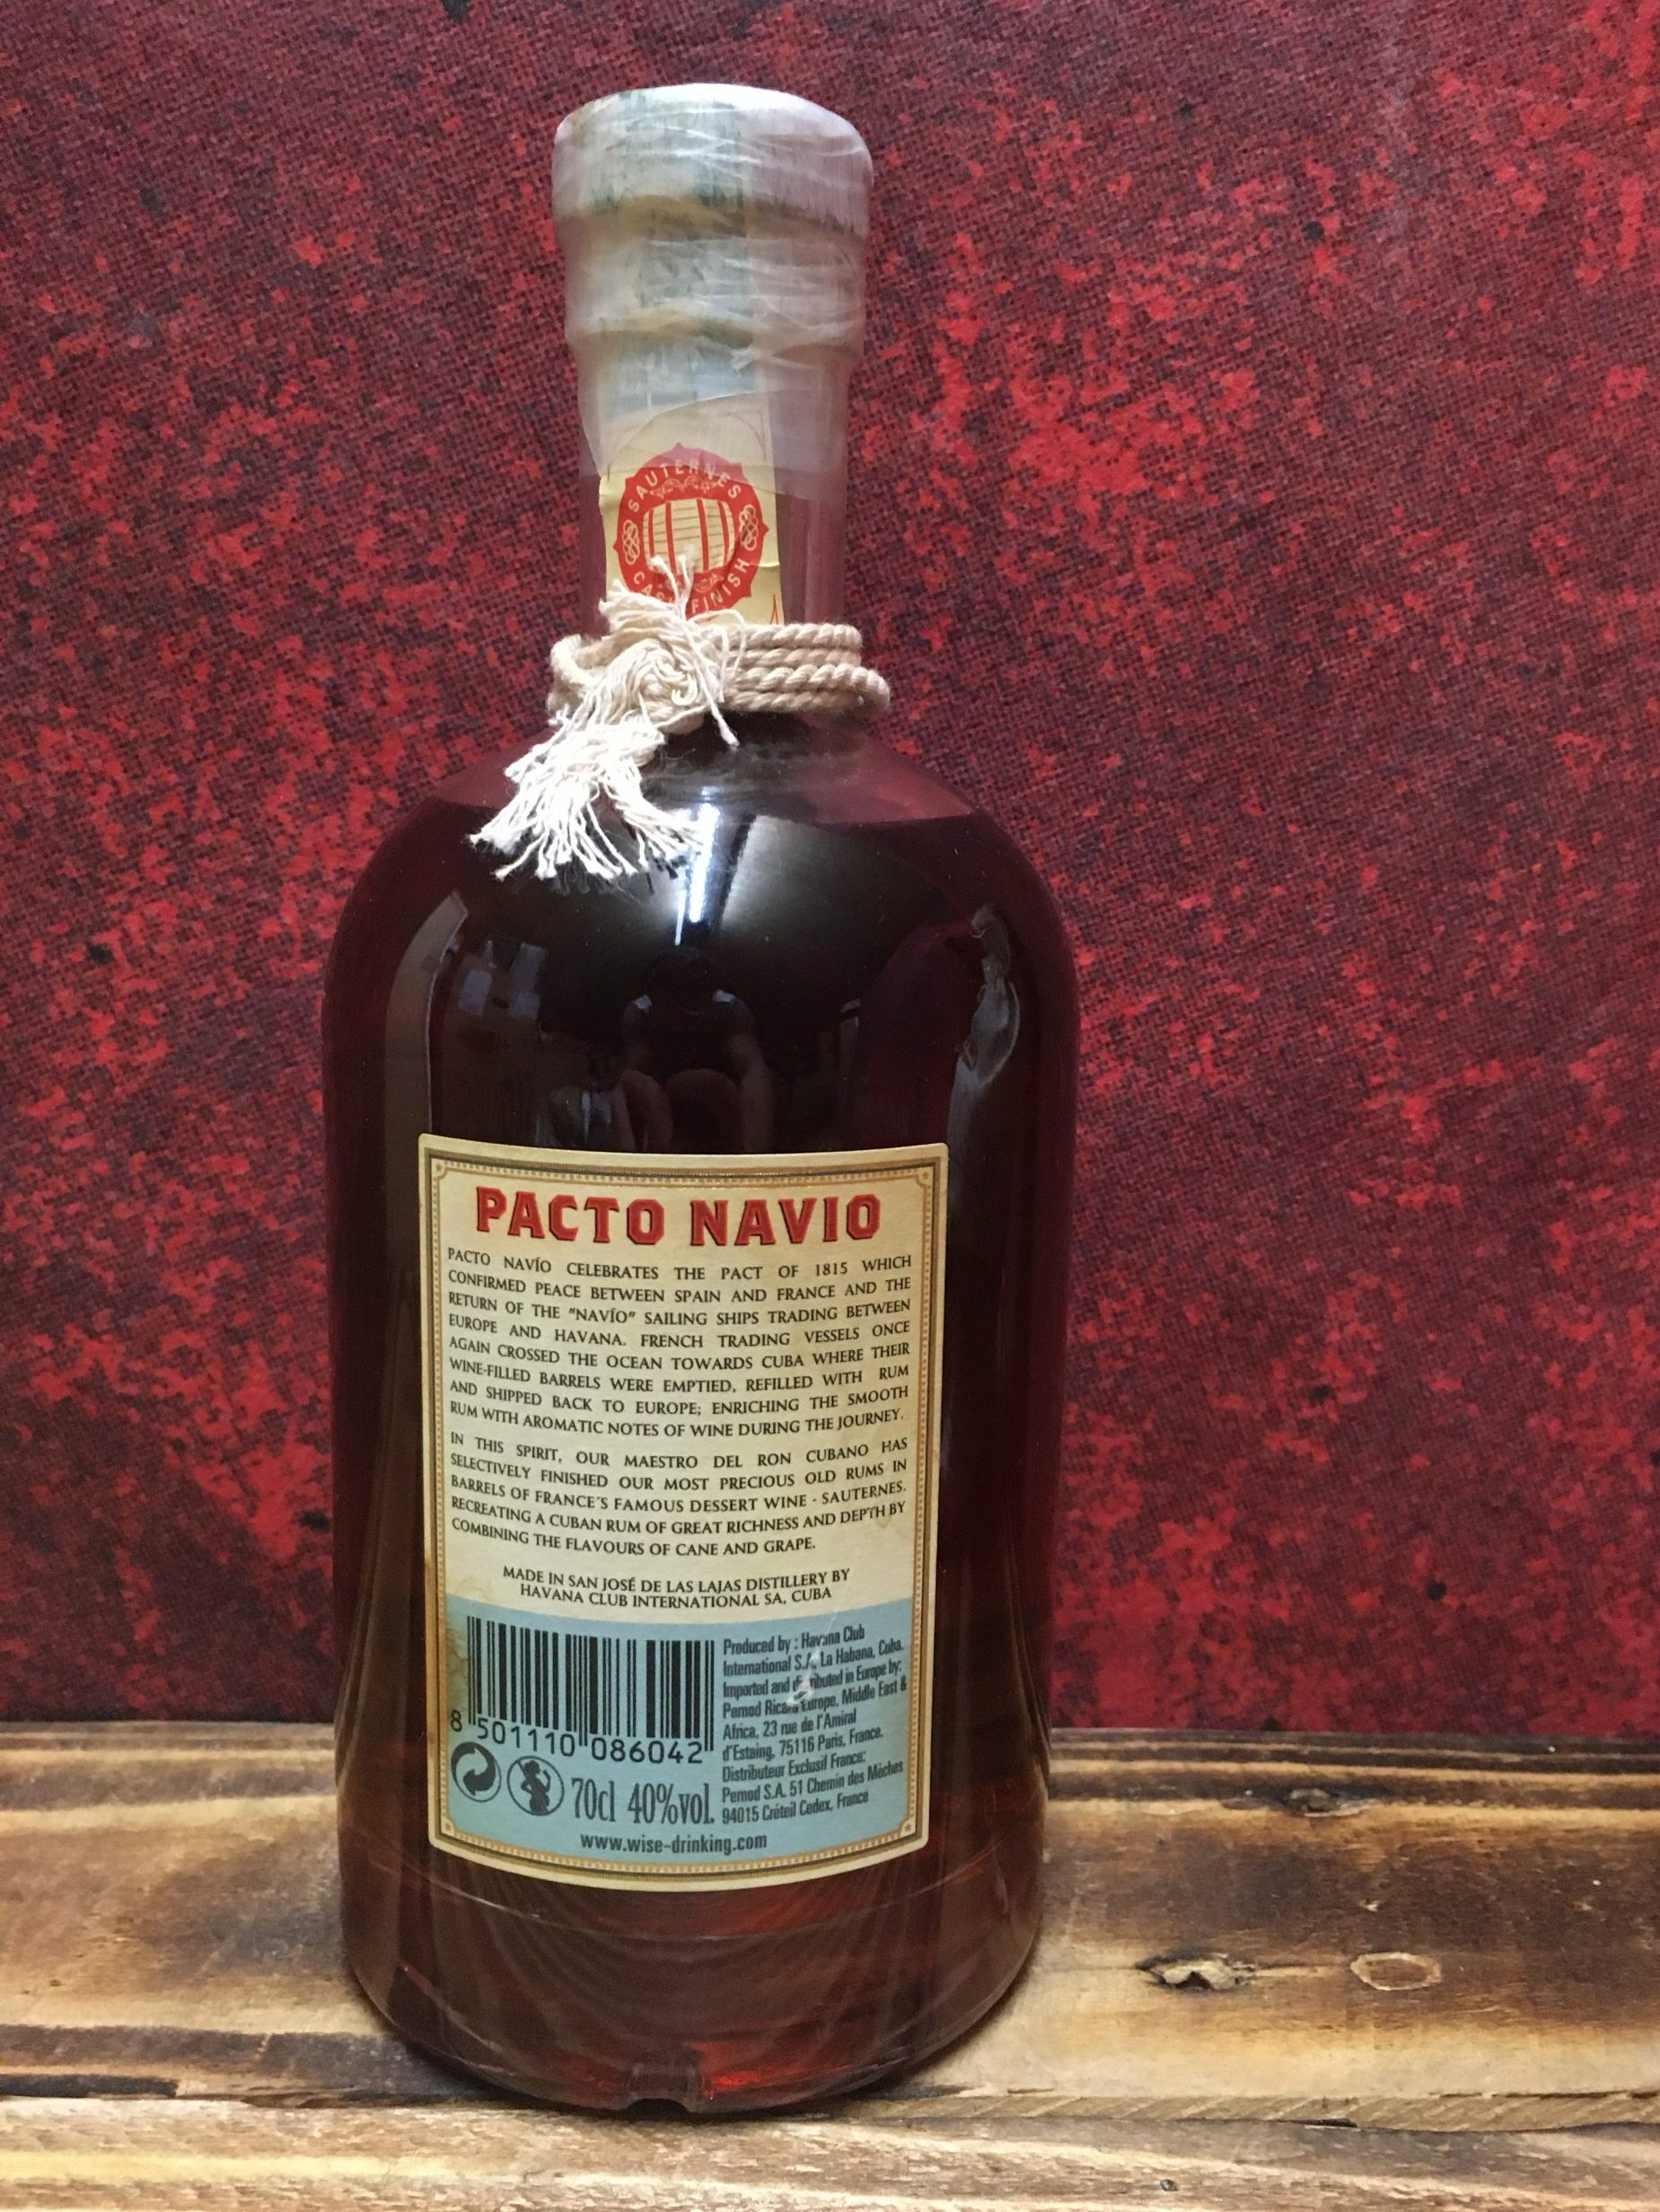 SAUTERNES
CASK FINISH
PACTO NAVIO
PACTO NAVÍO CELEBRATES THE PACT OF 1815 WHICH
CONFIRMED PEACE BETWEEN SPAIN AND FRANCE AND THE
RETURN OF THE "NAVÍO" SAILING SHIPS TRADING BETWEEN
EUROPE AND HAVANA. FRENCH TRADING VESSELS ONCE
AGAIN CROSSED THE OCEAN TOWARDS CUBA WHERE THEIR
WINE-FILLED BARRELS WERE EMPTIED, REFILLED WITH RUM
AND SHIPPED BACK TO EUROPE; ENRICHING THE SMOOTH
RUM WITH AROMATIC NOTES OF WINE DURING THE JOURNEY.
IN THIS SPIRIT, OUR MAESTRO DEL RON CUBANO HAS
SELECTIVELY FINISHED OUR MOST PRECIOUS OLD RUMS IN
BARRELS OF FRANCE´S FAMOUS DESSERT WINE - SAUTERNES.
RECREATING A CUBAN RUM OF GREAT RICHNESS AND DEPTH BY
COMBINING THE FLAVOURS OF CANE AND GRAPE.
MADE IN SAN JOSÉ DE LAS LAJAS DISTILLERY BY
HAVANA CLUB INTERNATIONAL SA, CUBA
8 501110 086042
70cl 40%vol.
Produced by : Havana Club
International S.A. La Habana, Cuba.
Imported and distributed in Europe by:
Pernod Ricard Europe, Middle East &
Africa, 23 rue de l'Amiral
d'Estaing, 75116 Paris, France.
Distributeur Exclusif France:
Pernod S.A. 51 Chemin des Mèches
94015 Créteil Cedex, France
www.wise-drinking.com